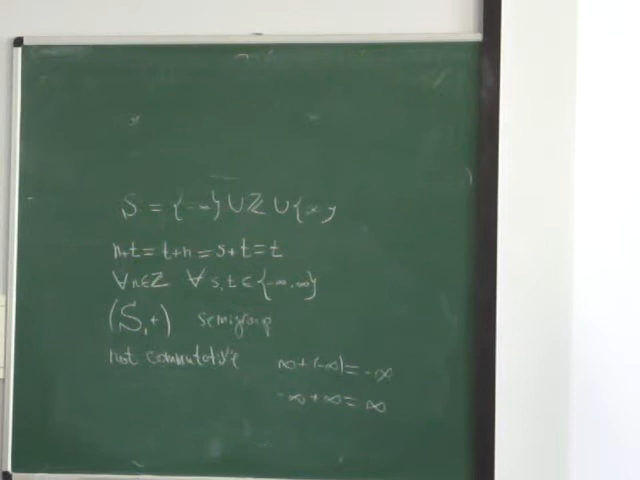 S = {-∞} ∪ ℤ ∪ {∞}
n+t = t+n = s+t = t
∀n∈ℤ ∀ s,t ∈ {-∞,∞}
(S,+) semigroup
not commutative ∞+(-∞) = -∞
-∞+∞ = ∞